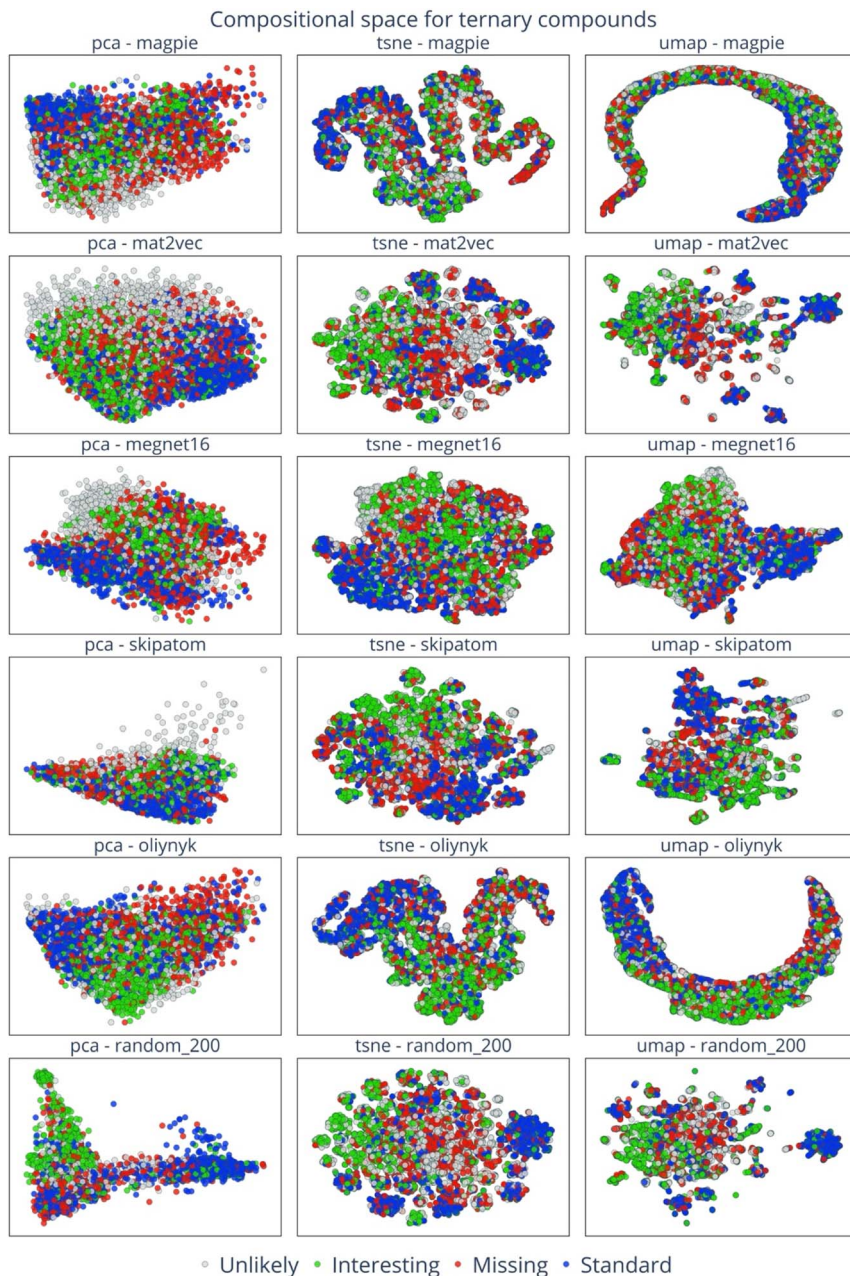 Compositional space for ternary compounds
pca - magpie
tsne - magpie
umap - magpie
pca - mat2vec
tsne - mat2vec
umap - mat2vec
pca - megnet16
tsne - megnet16
umap - megnet16
pca - skipatom
tsne - skipatom
umap - skipatom
pca - oliynyk
tsne - oliynyk
umap - oliynyk
pca - random_200
tsne - random_200
umap - random_200
Unlikely Interesting Missing Standard